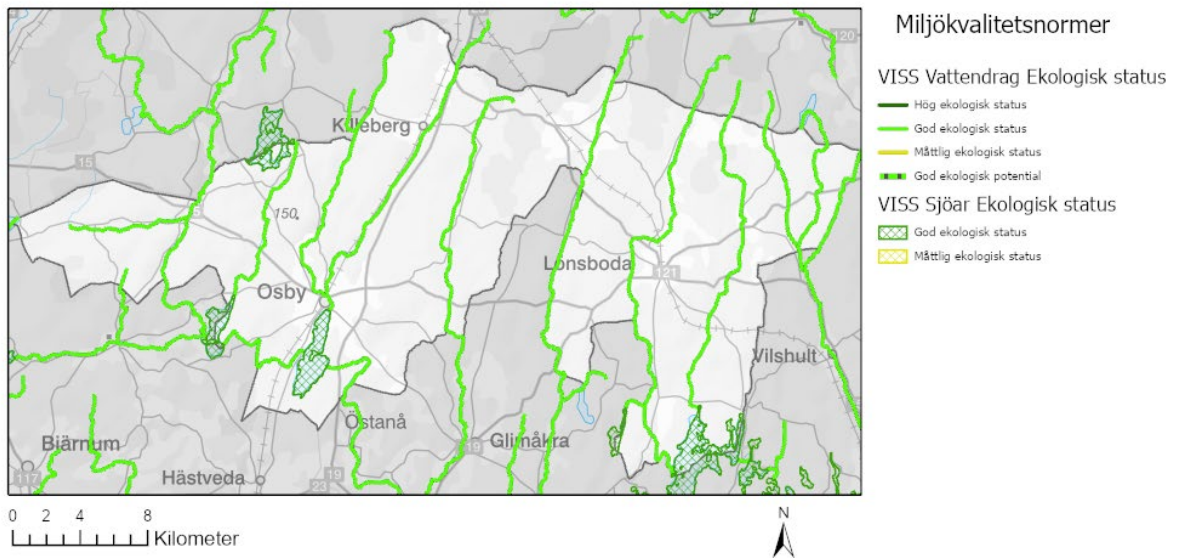 Miljökvalitetsnormer
VISS Vattendrag Ekologisk status
Hög ekologisk status
God ekologisk status
Måttlig ekologisk status
God ekologisk potential
VISS Sjöar Ekologisk status
God ekologisk status
Måttlig ekologisk status
120
Killeberg
15
150
Lönsboda
121
Osby
Vilshult
Östanå
Glimåkra
19
Biärnum
117
Hästveda
19
23
0 2 4 8
Kilometer
N